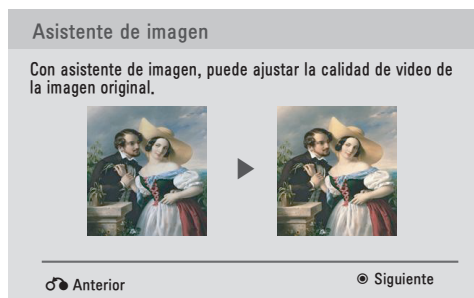 Asistente de imagen
Con asistente de imagen, puede ajustar la calidad de video de
la imagen original.
Anterior
Siguiente